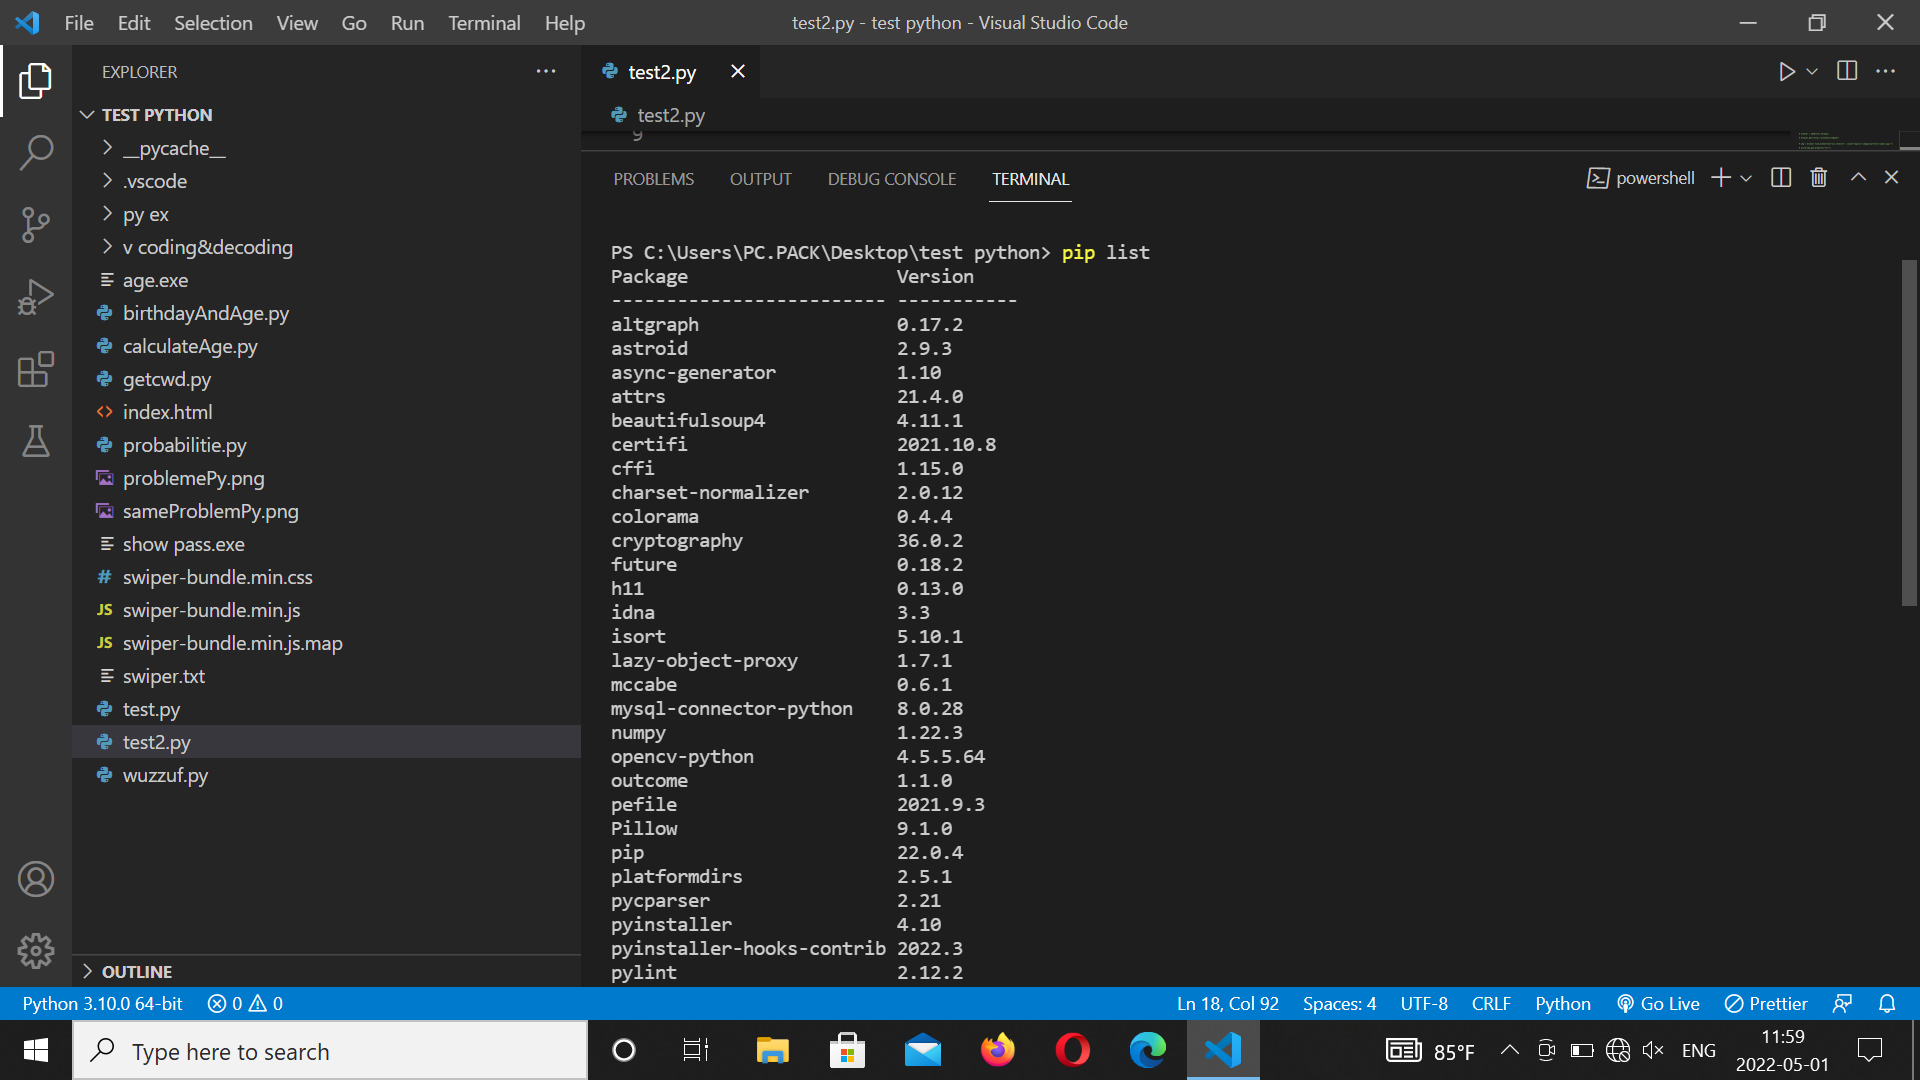 File Edit Selection View Go Run Terminal Help
test2.py - test python - Visual Studio Code
EXPLORER
TEST PYTHON
__pycache__
.vscode
py ex
v coding&decoding
age.exe
birthdayAndAge.py
calculateAge.py
getcwd.py
index.html
probabilitie.py
problemePy.png
sameProblemPy.png
show pass.exe
swiper-bundle.min.css
JS swiper-bundle.min.js
JS swiper-bundle.min.js.map
swiper.txt
test.py
test2.py
wuzzuf.py
OUTLINE
test2.py
test2.py
9
PROBLEMS OUTPUT DEBUG CONSOLE TERMINAL
powershell
PS C:\Users\PC.PACK\Desktop\test python> pip list
Package Version
------------------------- -----------
altgraph 0.17.2
astroid 2.9.3
async-generator 1.10
attrs 21.4.0
beautifulsoup4 4.11.1
certifi 2021.10.8
cffi 1.15.0
charset-normalizer 2.0.12
colorama 0.4.4
cryptography 36.0.2
future 0.18.2
h11 0.13.0
idna 3.3
isort 5.10.1
lazy-object-proxy 1.7.1
mccabe 0.6.1
mysql-connector-python 8.0.28
numpy 1.22.3
opencv-python 4.5.5.64
outcome 1.1.0
pefile 2021.9.3
Pillow 9.1.0
pip 22.0.4
platformdirs 2.5.1
pycparser 2.21
pyinstaller 4.10
pyinstaller-hooks-contrib 2022.3
pylint 2.12.2
Python 3.10.0 64-bit 0 0
Ln 18, Col 92 Spaces: 4 UTF-8 CRLF Python Go Live Prettier
Type here to search
85°F
ENG
11:59
2022-05-01